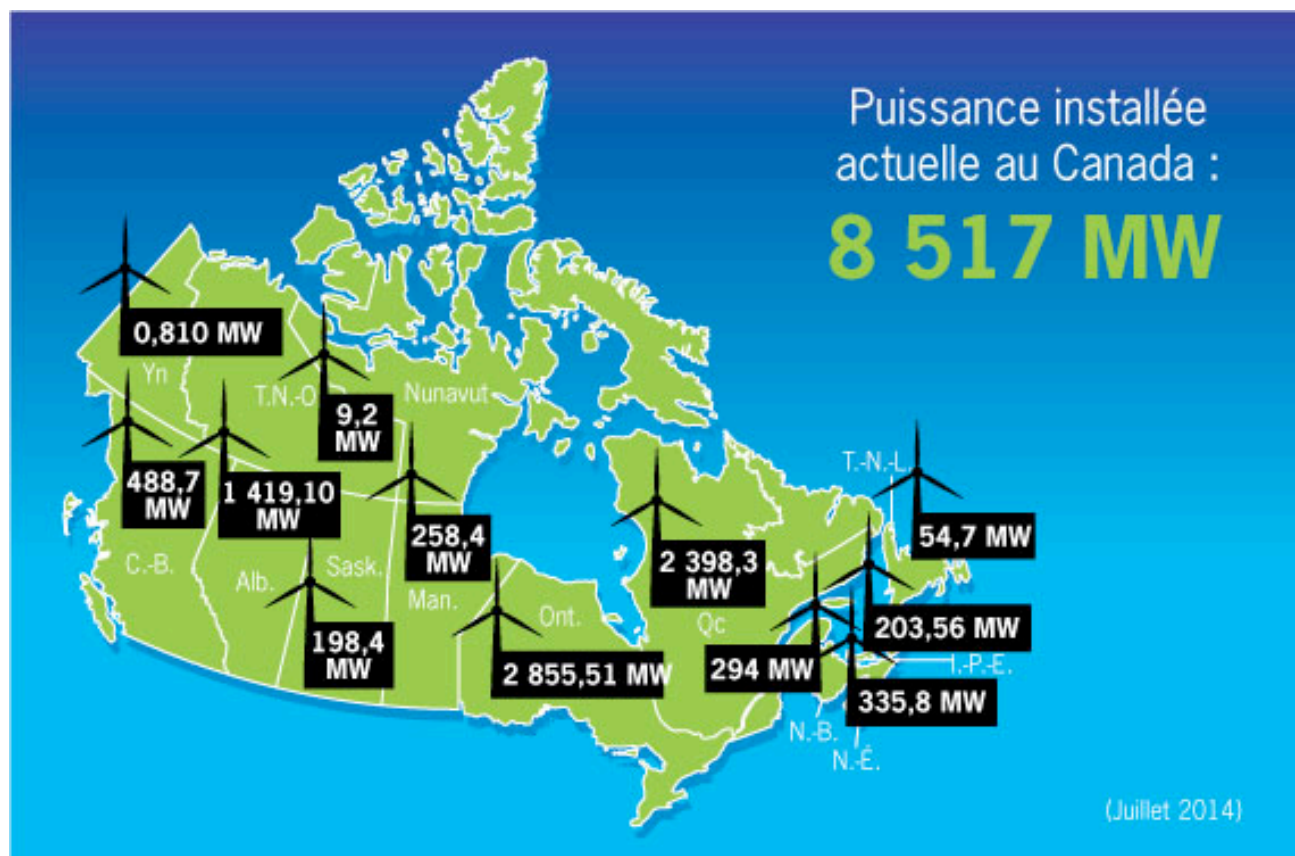 Puissance installée
actuelle au Canada :
8 517 MW
0,810 MW
Yn
T.N.-O
Nunavut
9,2
MW
488,7
MW
1 419,10
MW
258,4
MW
2 398,3
MW
T.-N.-L.
54,7 MW
C.-B.
Alb.
Sask.
Man.
Ont.
Qc
198,4
MW
2 855,51 MW
294 MW
203,56 MW
I.-P.-E.
335,8 MW
N.-B.
N.-É.
(Juillet 2014)